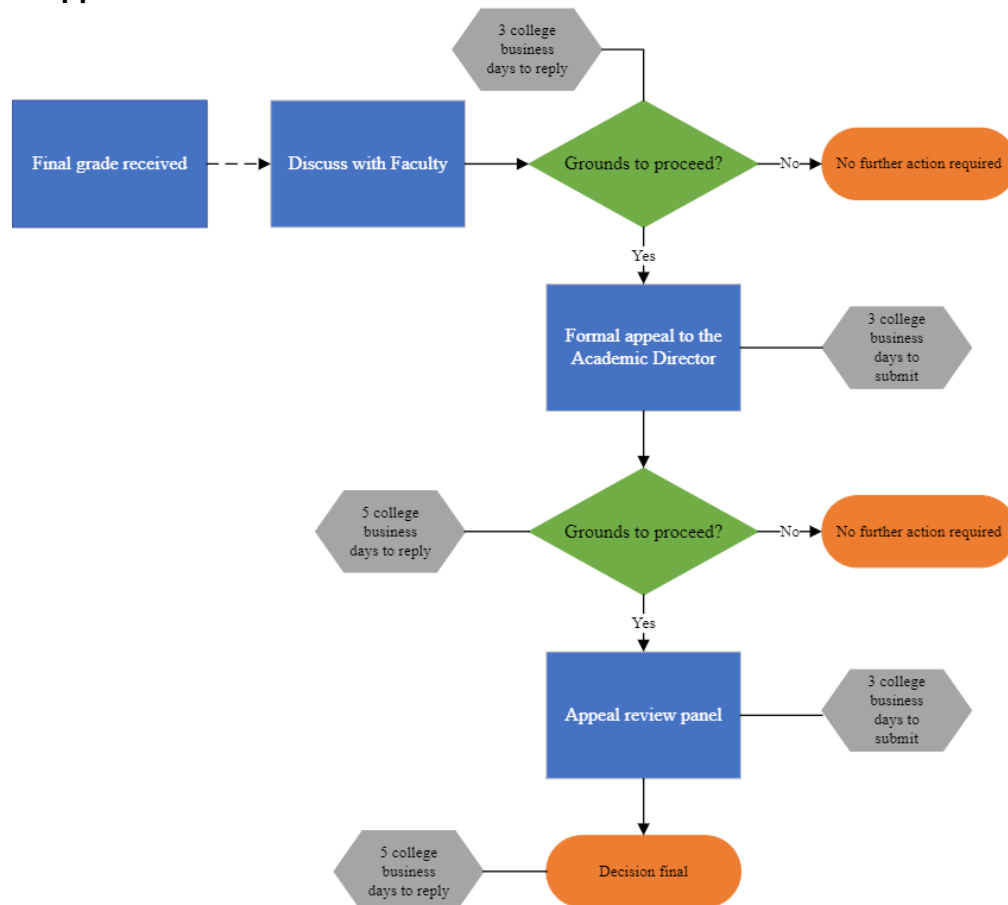 3 college
business
days to reply
Final grade received
Discuss with Faculty
Grounds to proceed?
No
No further action required
Yes
Formal appeal to the
Academic Director
3 college
business
days to
submit
5 college
business
days to reply
Grounds to proceed?
No
No further action required
Yes
Appeal review panel
3 college
business
days to
submit
5 college
business
days to reply
Decision final